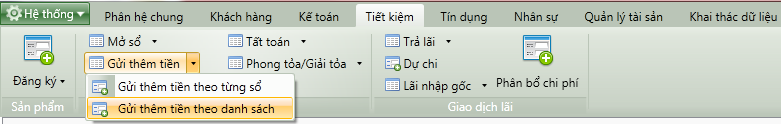 Hệ thống
Phân hệ chung
Khách hàng
Kế toán
Tiết kiệm
Tín dụng
Nhân sự
Quản lý tài sản
Khai thác dữ liệu
Đăng ký
Sản phẩm
Mở sổ
Gửi thêm tiền
Tất toán
Phong tỏa/Giải tỏa
Gửi thêm tiền theo từng sổ
Gửi thêm tiền theo danh sách
Trả lãi
Dự chi
Lãi nhập gốc
Phân bổ chi phí
Giao dịch lãi